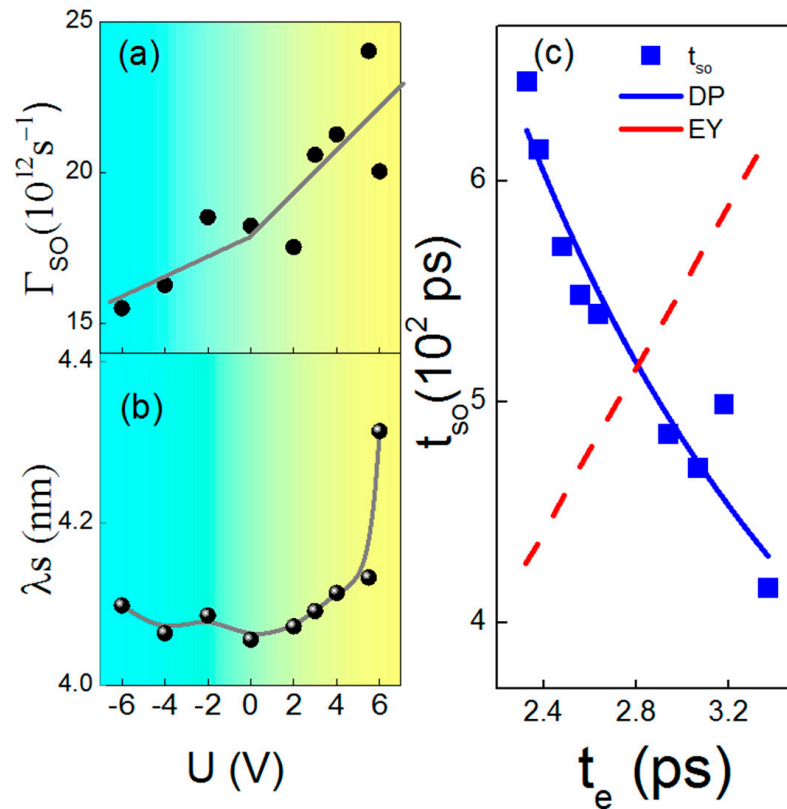 (a)
25
20
15
Γ_SO(10^12 s^−1)
(b)
4.4
4.2
4.0
λs (nm)
-6 -4 -2 0 2 4 6
U (V)
(c)
t_so
DP
EY
6
5
4
t_so(10^2 ps)
2.4 2.8 3.2
t_e (ps)